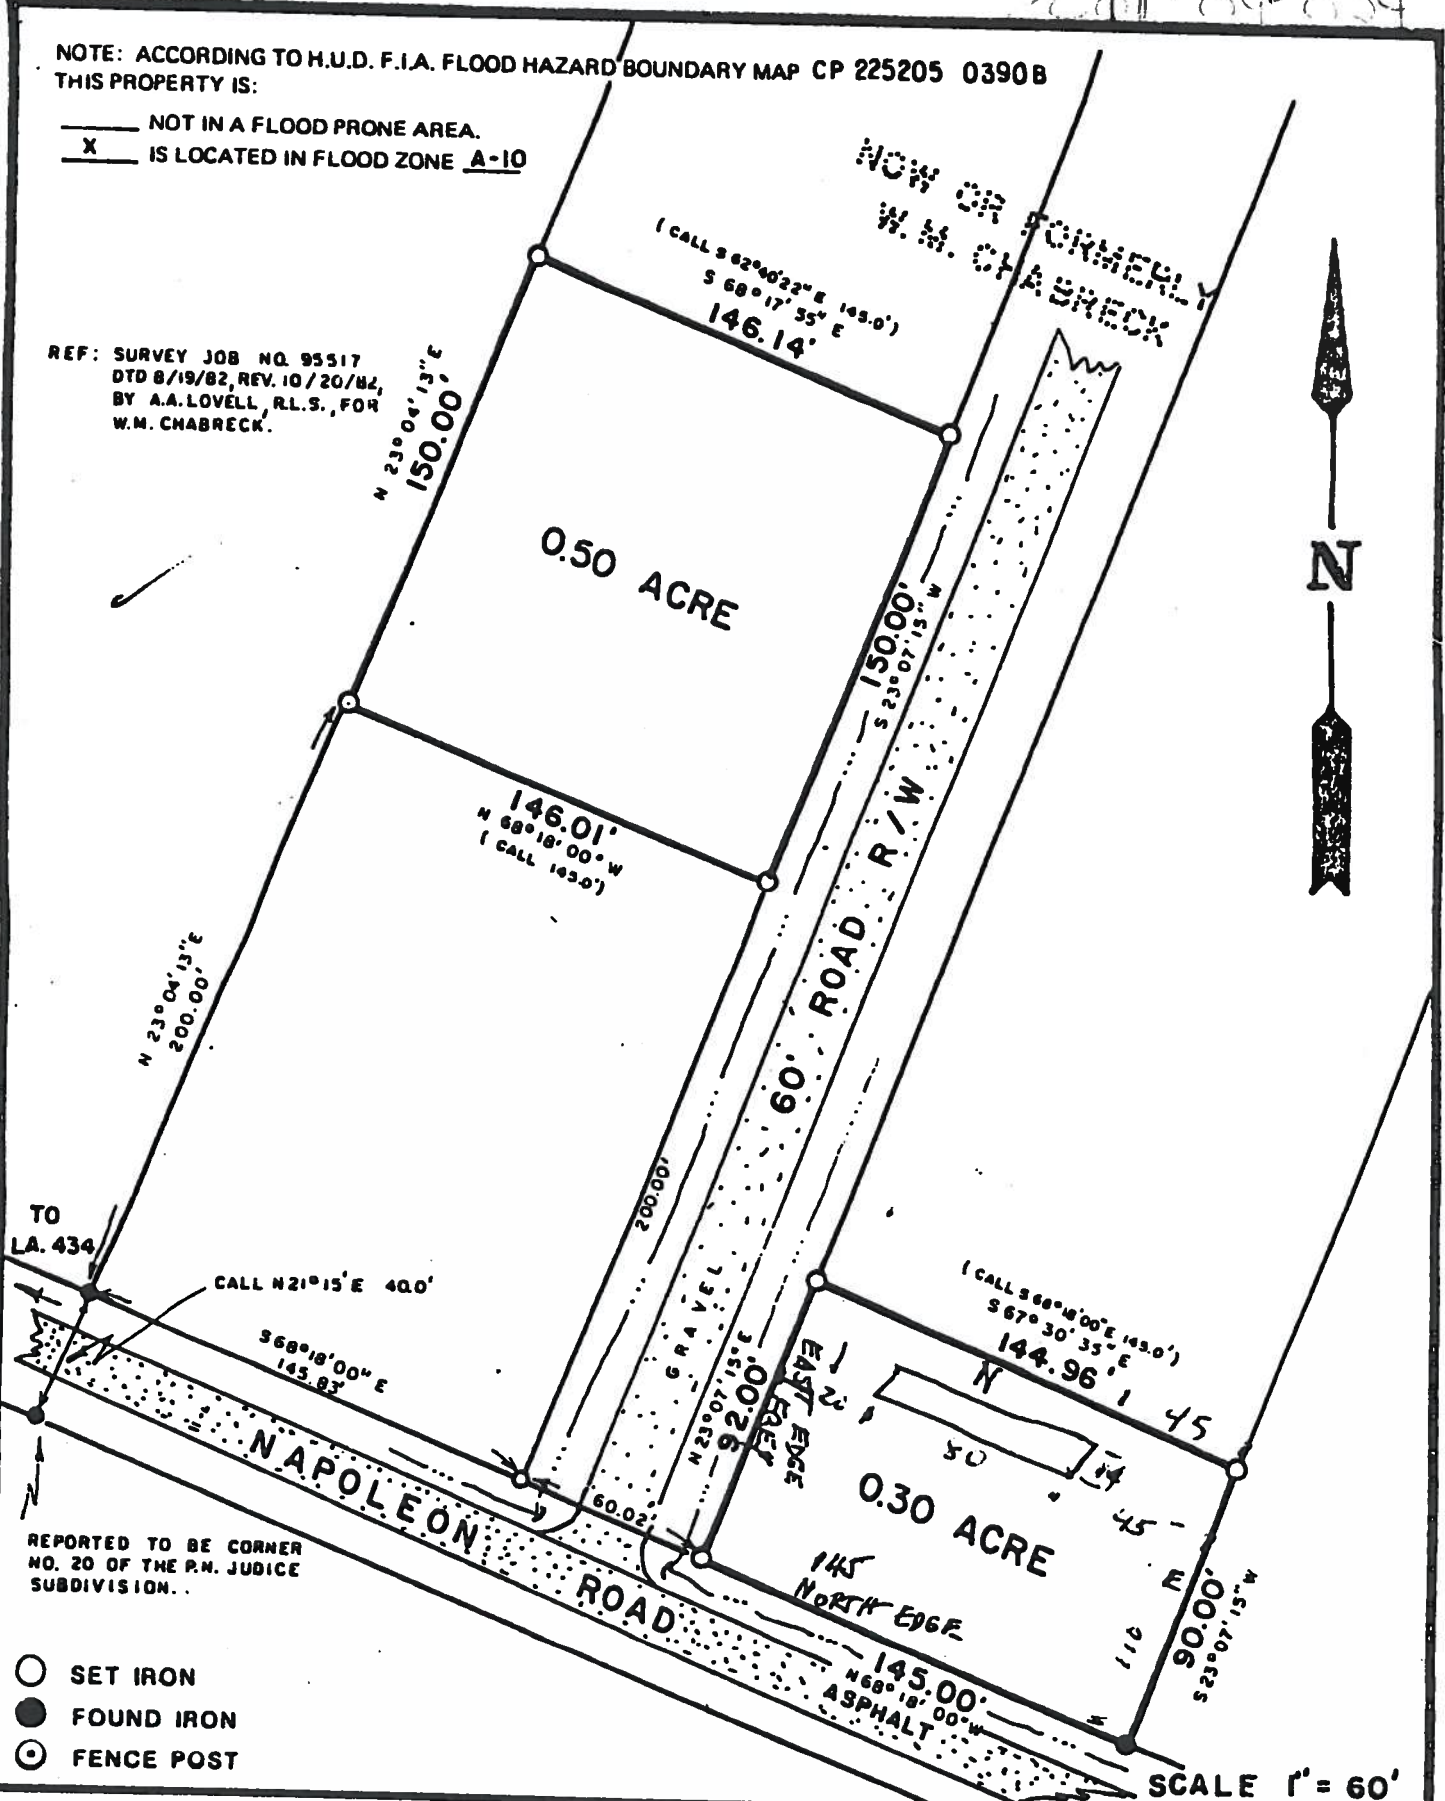 NOTE: ACCORDING TO H.U.D. F.I.A. FLOOD HAZARD BOUNDARY MAP CP 225205 0390B
THIS PROPERTY IS:
NOT IN A FLOOD PRONE AREA.
X IS LOCATED IN FLOOD ZONE A-10
NOW OR FORMERLY
W. M. CHABRECK
(CALL S 62°40'22" E 145.0')
S 68°17'35" E
146.14'
REF: SURVEY JOB NO. 95517
DTD 8/19/82, REV. 10/20/82,
BY A.A. LOVELL, R.L.S., FOR
W.M. CHABRECK.
N 23°04'13" E
150.00'
0.50 ACRE
150.00'
S 23°07'15" W
N
146.01'
N 68°18'00" W
(CALL 145.0')
60' ROAD R/W
GRAVEL
N 23°04'13" E
200.00'
200.00'
TO
LA. 434
CALL N 21°15' E 40.0'
S 68°18'00" E
145.83'
(CALL S 68°18'00" E 145.0')
S 67°30'35" E
144.96'
N
45
EAST EDGE
N 23°07'15" E
92.00'
50
14
45
0.30 ACRE
60.02'
NAPOLEON ROAD
145
NORTH EDGE
E
110
90.00'
S 23°07'15" W
REPORTED TO BE CORNER
NO. 20 OF THE P.N. JUDICE
SUBDIVISION.
145.00'
N 68°18'00" W
ASPHALT
SET IRON
FOUND IRON
FENCE POST
SCALE 1" = 60'